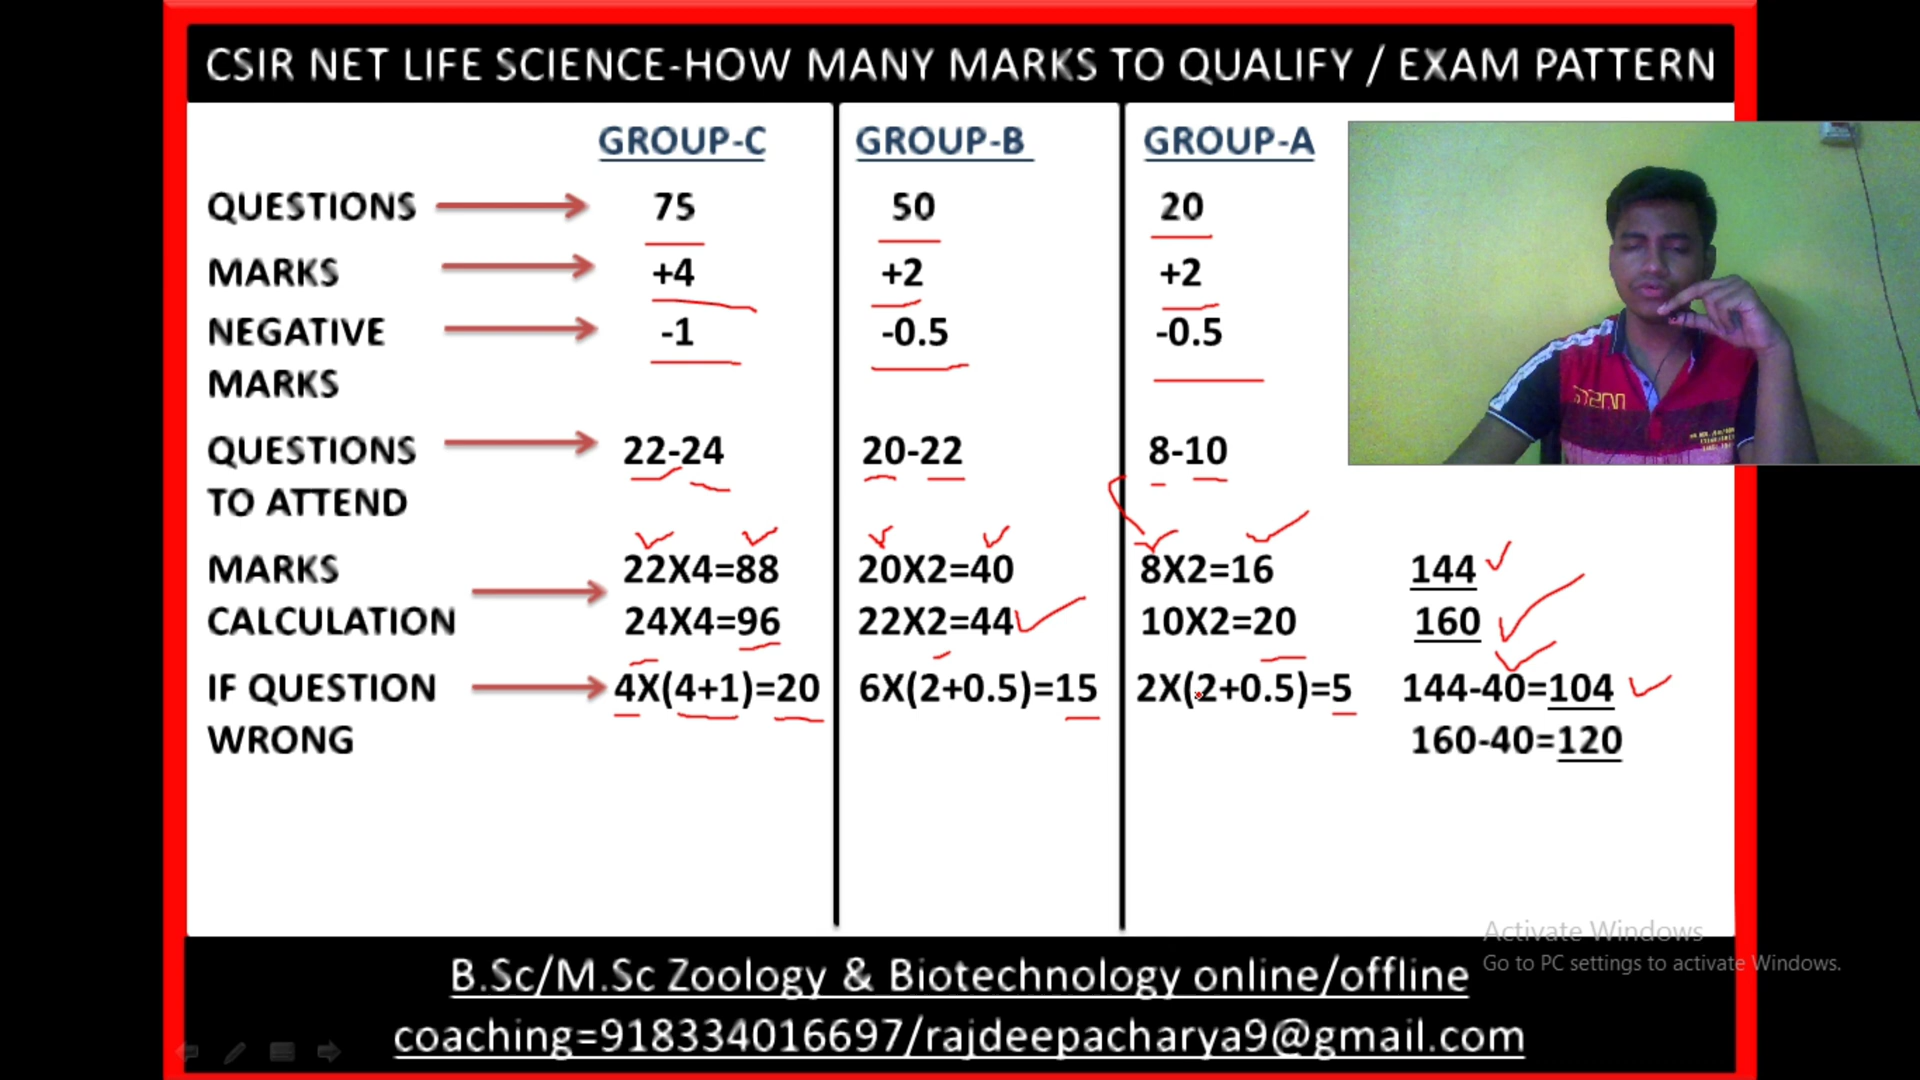 CSIR NET LIFE SCIENCE-HOW MANY MARKS TO QUALIFY / EXAM PATTERN
GROUP-C GROUP-B GROUP-A
QUESTIONS 75 50 20
MARKS +4 +2 +2
NEGATIVE MARKS -1 -0.5 -0.5
QUESTIONS TO ATTEND 22-24 20-22 8-10
MARKS 22X4=88 20X2=40 8X2=16 144
CALCULATION 24X4=96 22X2=44 10X2=20 160
IF QUESTION 4X(4+1)=20 6X(2+0.5)=15 2X(2+0.5)=5 144-40=104
WRONG 160-40=120
Activate Windows
Go to PC settings to activate Windows.
B.Sc/M.Sc Zoology & Biotechnology online/offline
coaching=918334016697/rajdeepacharya9@gmail.com